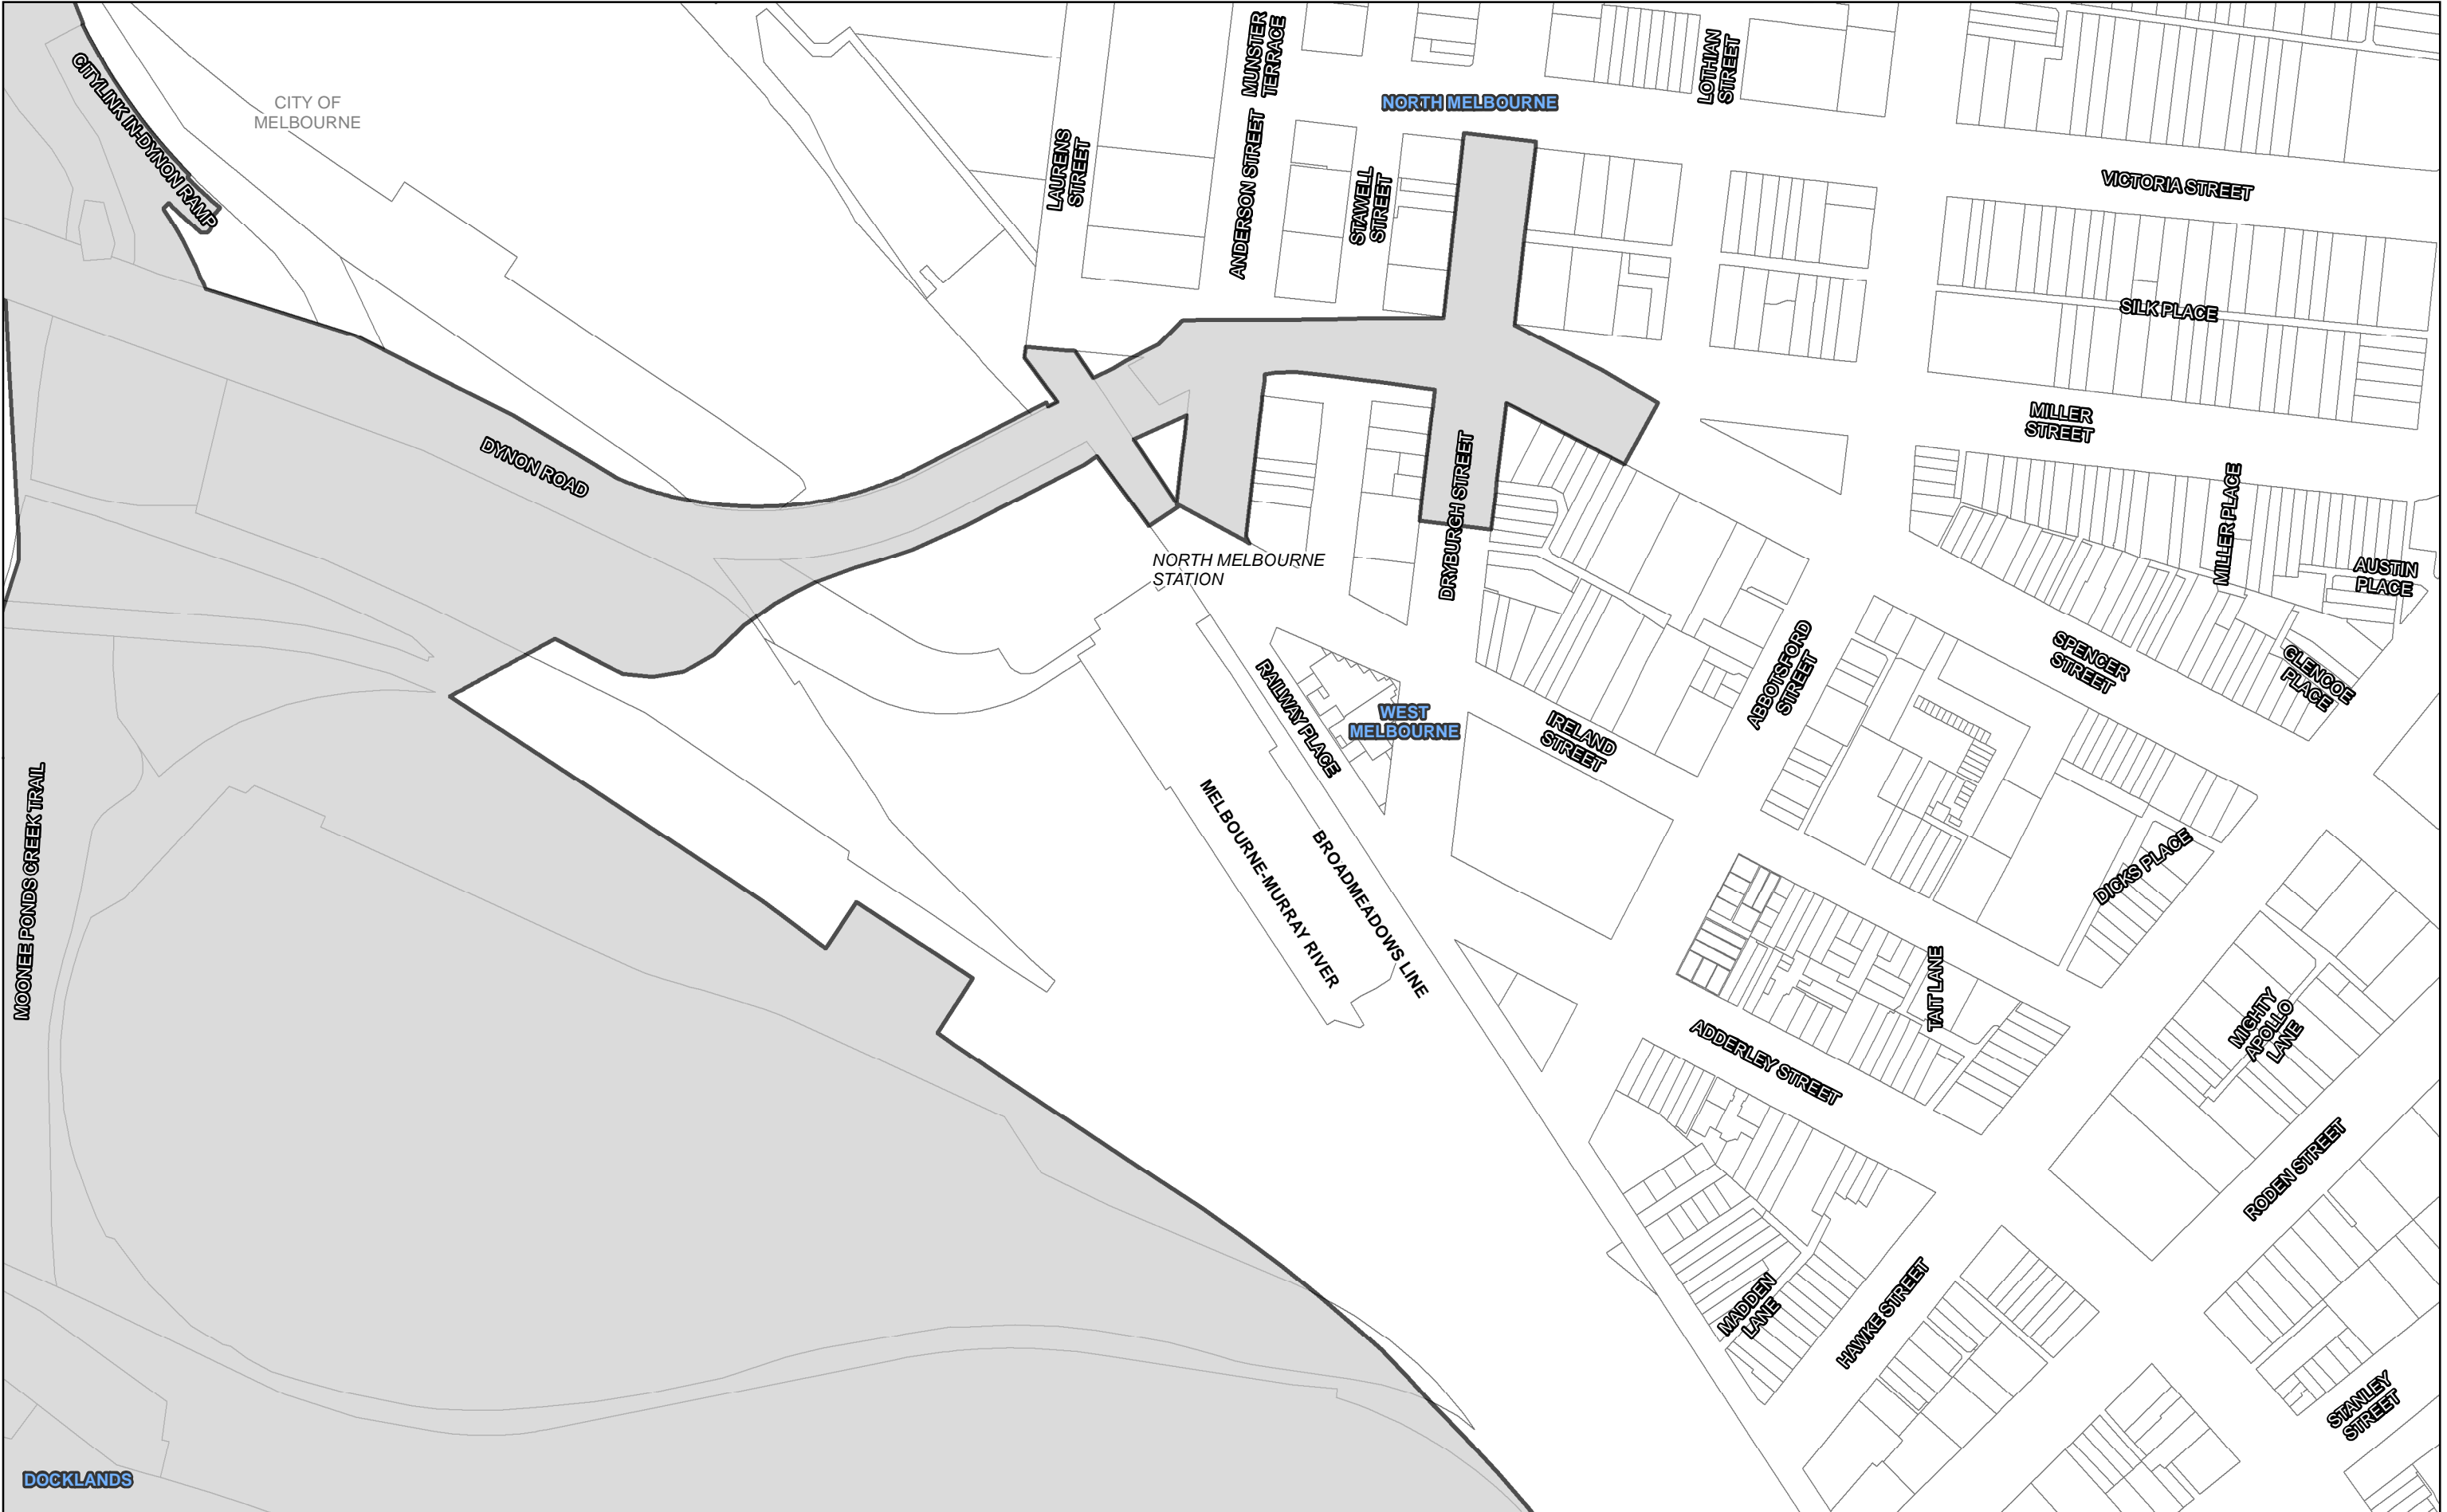 MUNSTER
TERRACE
LOTHIAN
STREET
CITYLINK IN-DYNON RAMP
CITY OF
MELBOURNE
NORTH MELBOURNE
LAURENS
STREET
ANDERSON STREET
STAWELL
STREET
VICTORIA STREET
SILK PLACE
MILLER
STREET
DYNON ROAD
DRYBURGH STREET
MILLER PLACE
NORTH MELBOURNE
STATION
AUSTIN
PLACE
ABBOTSFORD
STREET
SPENCER
STREET
GLENCOE
PLACE
RAILWAY PLACE
WEST
MELBOURNE
IRELAND
STREET
MOONEE PONDS CREEK TRAIL
MELBOURNE-MURRAY RIVER
BROADMEADOWS LINE
DICKS PLACE
TAIT LANE
MIGHTY
APOLLO
LANE
ADDERLEY STREET
RODEN STREET
MADDEN
LANE
HAWKE STREET
STANLEY
STREET
DOCKLANDS